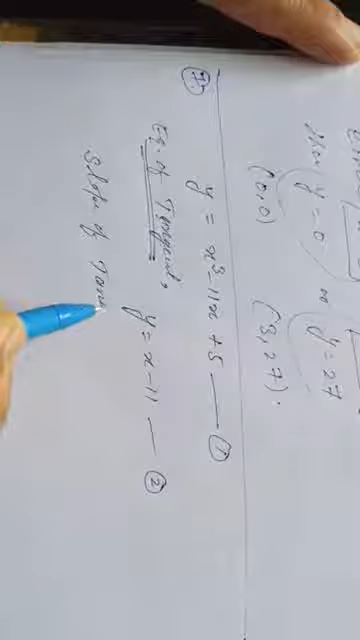 then y = 0 or y = 27
(0,0) (3, 27).
7. y = x³ - 11x + 5 — ①
Eq. of Tangent,
y = x - 11 — ②
Slope of Tan